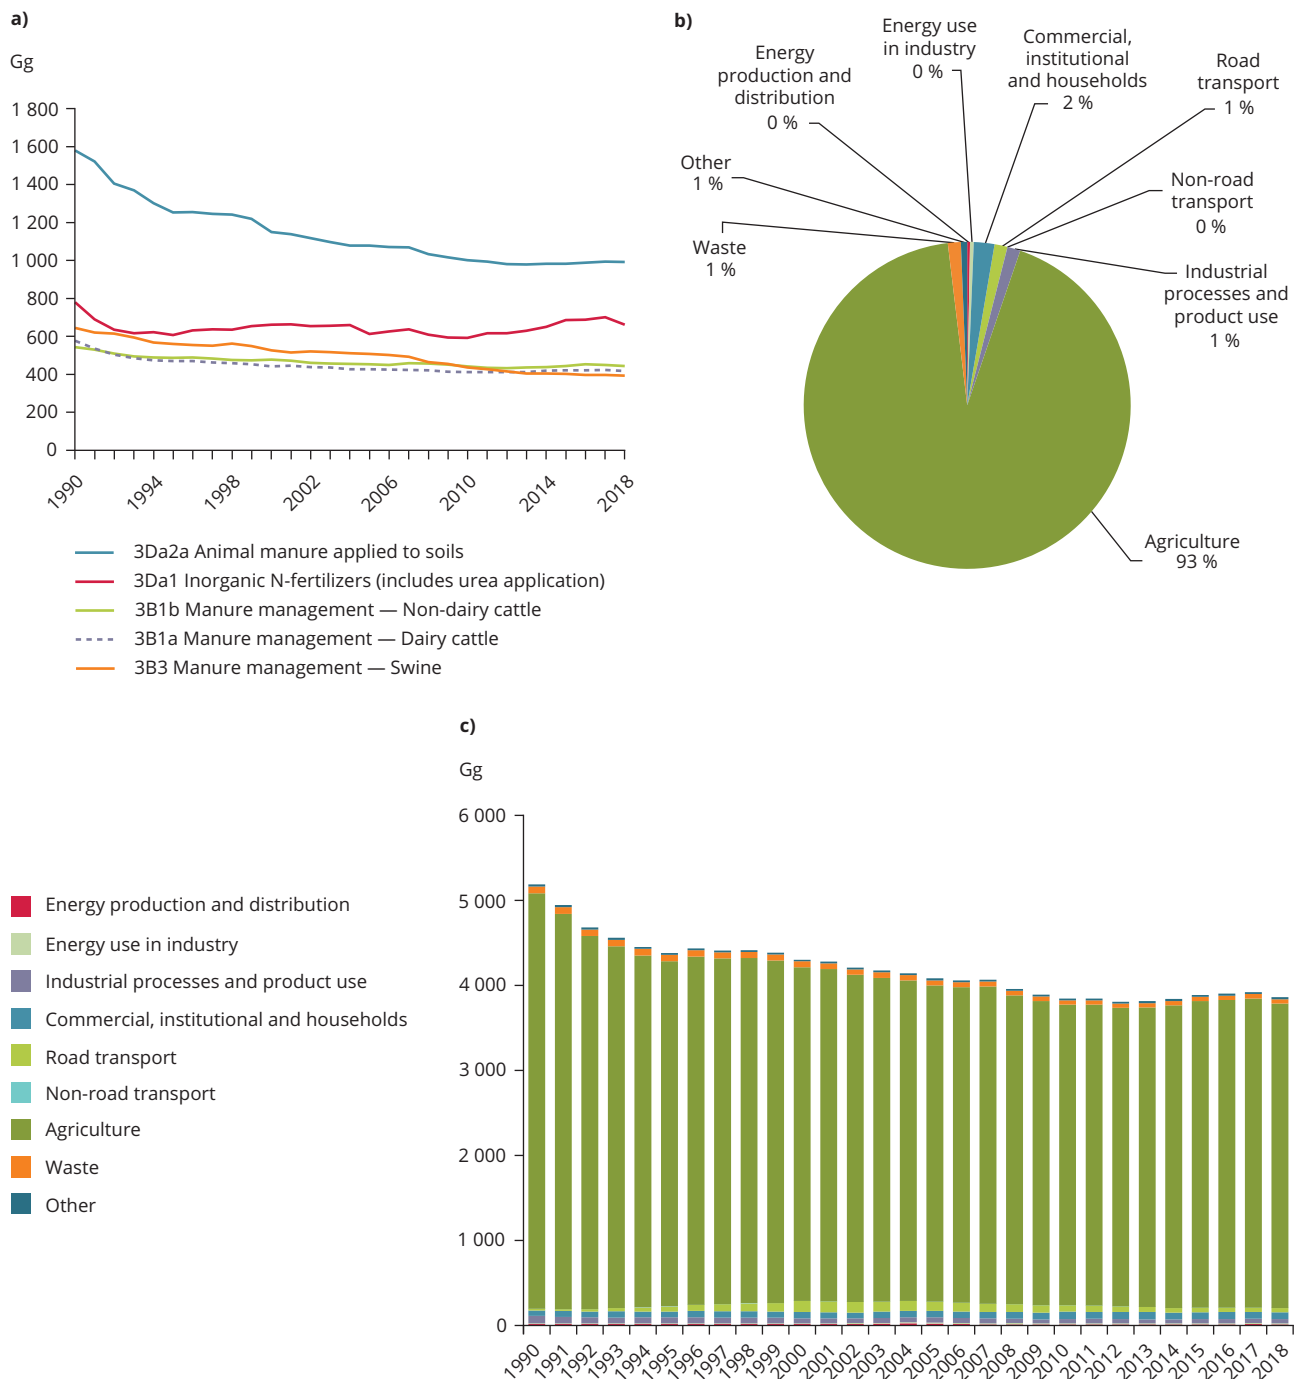 a)
Gg
1 800
1 600
1 400
1 200
1 000
800
600
400
200
0
1990
1994
1998
2002
2006
2010
2014
2018
3Da2a Animal manure applied to soils
3Da1 Inorganic N-fertilizers (includes urea application)
3B1b Manure management — Non-dairy cattle
3B1a Manure management — Dairy cattle
3B3 Manure management — Swine
b)
Energy
production and
distribution
0 %
Energy use
in industry
0 %
Commercial,
institutional
and households
2 %
Road
transport
1 %
Other
1 %
Non-road
transport
0 %
Waste
1 %
Industrial
processes and
product use
1 %
Agriculture
93 %
c)
Gg
6 000
5 000
4 000
3 000
2 000
1 000
0
1990
1991
1992
1993
1994
1995
1996
1997
1998
1999
2000
2001
2002
2003
2004
2005
2006
2007
2008
2009
2010
2011
2012
2013
2014
2015
2016
2017
2018
Energy production and distribution
Energy use in industry
Industrial processes and product use
Commercial, institutional and households
Road transport
Non-road transport
Agriculture
Waste
Other